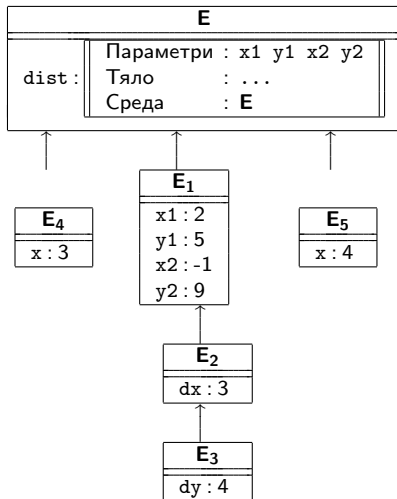 E
dist : Параметри : x1 y1 x2 y2
Тяло : ...
Среда : E
E4
x : 3
E1
x1 : 2
y1 : 5
x2 : -1
y2 : 9
E5
x : 4
E2
dx : 3
E3
dy : 4